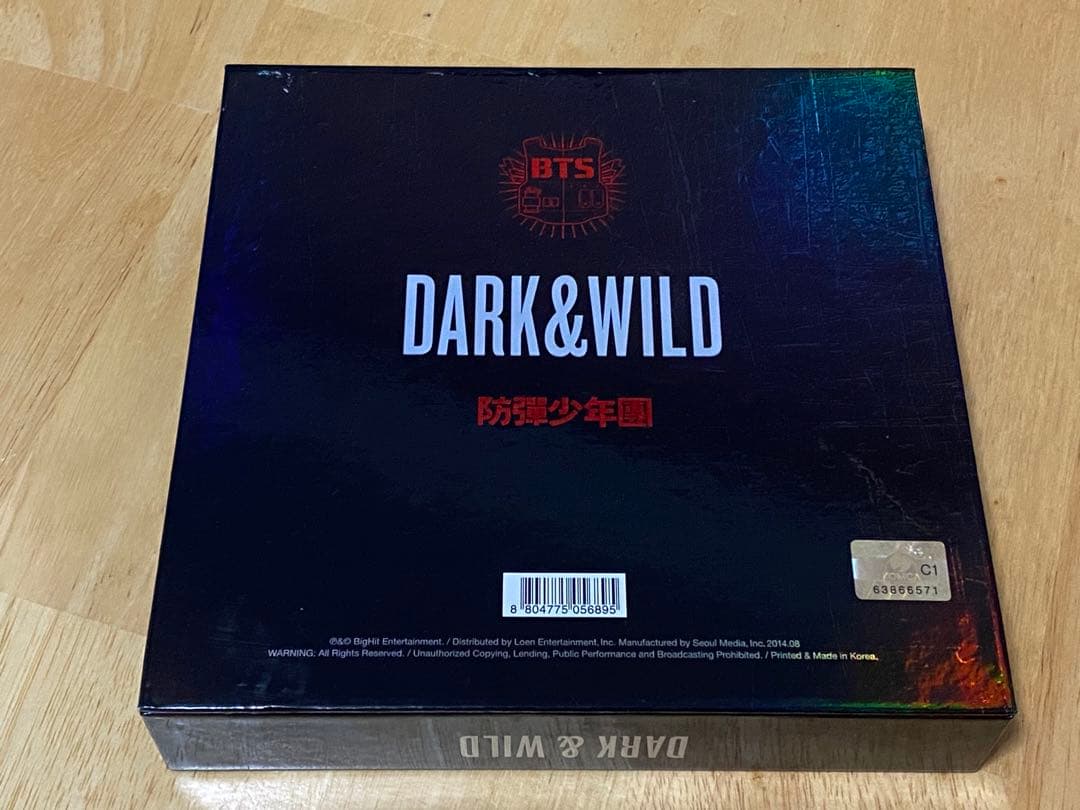 BTS
DARK&WILD
防彈少年團
KOMCA C1
63866571
8 804775 056895
℗&© BigHit Entertainment. / Distributed by Loen Entertainment, Inc. Manufactured by Seoul Media, Inc. 2014.08
WARNING: All Rights Reserved. / Unauthorized Copying, Lending, Public Performance and Broadcasting Prohibited. / Printed & Made in Korea.
DARK & WILD